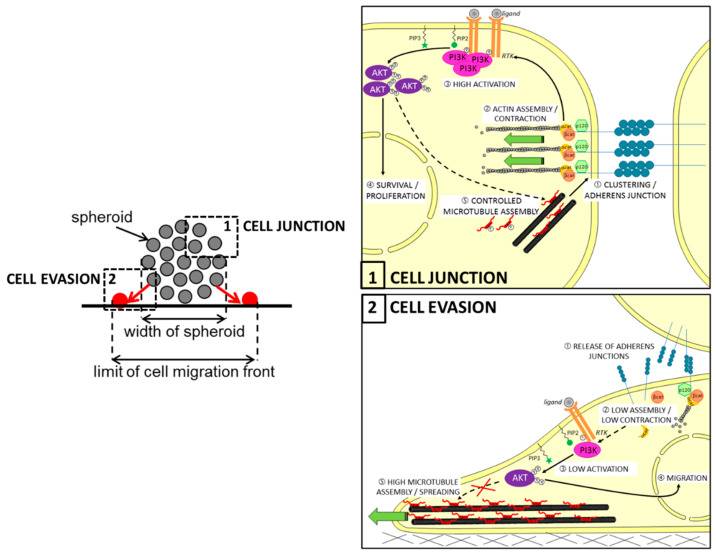 spheroid
1
CELL JUNCTION
CELL EVASION
2
width of spheroid
limit of cell migration front
ligand
PIP3
PIP2
RTK
PI3K
PI3K
PI3K
AKT
AKT
AKT
③ HIGH ACTIVATION
② ACTIN ASSEMBLY /
CONTRACTION
αcat
p120
βcat
αcat
p120
βcat
αcat
p120
βcat
④ SURVIVAL /
PROLIFERATION
① CLUSTERING /
ADHERENS JUNCTION
⑤ CONTROLLED
MICROTUBULE ASSEMBLY
1 CELL JUNCTION
2 CELL EVASION
① RELEASE OF ADHERENS
JUNCTIONS
p120
βcat
βcat
ligand
② LOW ASSEMBLY /
LOW CONTRACTION
RTK
PIP2
PI3K
PIP3
③ LOW ACTIVATION
AKT
④ MIGRATION
⑤ HIGH MICROTUBULE
ASSEMBLY / SPREADING